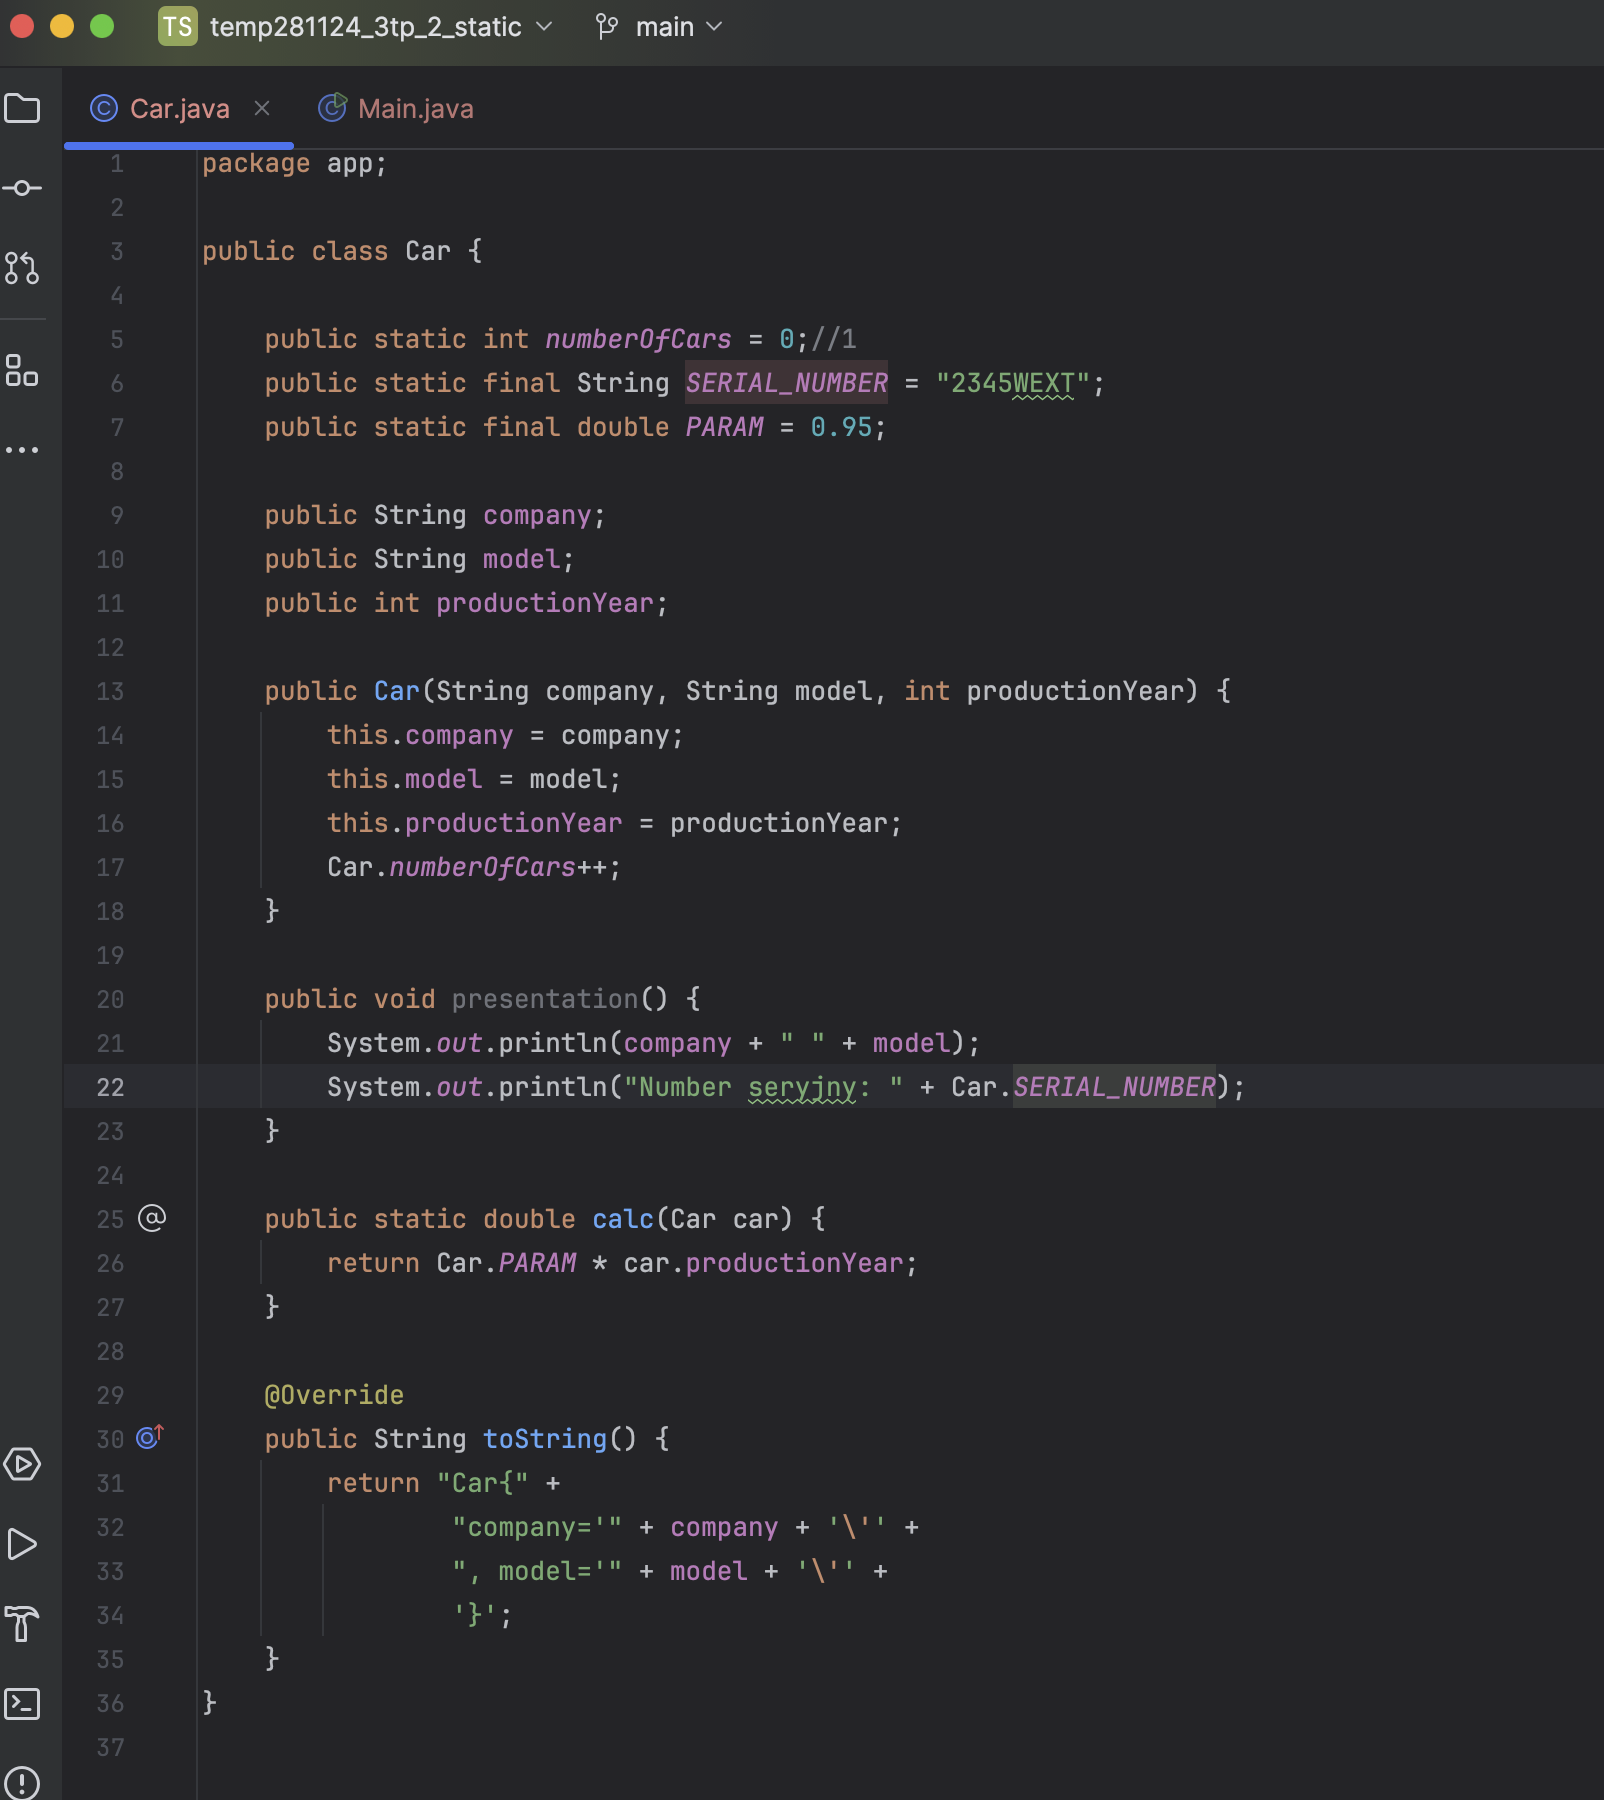 TS temp281124_3tp_2_static main
Car.java Main.java
1 package app;
2
3 public class Car {
4
5 public static int numberOfCars = 0;//1
6 public static final String SERIAL_NUMBER = "2345WEXT";
7 public static final double PARAM = 0.95;
8
9 public String company;
10 public String model;
11 public int productionYear;
12
13 public Car(String company, String model, int productionYear) {
14 this.company = company;
15 this.model = model;
16 this.productionYear = productionYear;
17 Car.numberOfCars++;
18 }
19
20 public void presentation() {
21 System.out.println(company + " " + model);
22 System.out.println("Number seryjny: " + Car.SERIAL_NUMBER);
23 }
24
25 @ public static double calc(Car car) {
26 return Car.PARAM * car.productionYear;
27 }
28
29 @Override
30 public String toString() {
31 return "Car{" +
32 "company='" + company + '\'' +
33 ", model='" + model + '\'' +
34 '}';
35 }
36 }
37